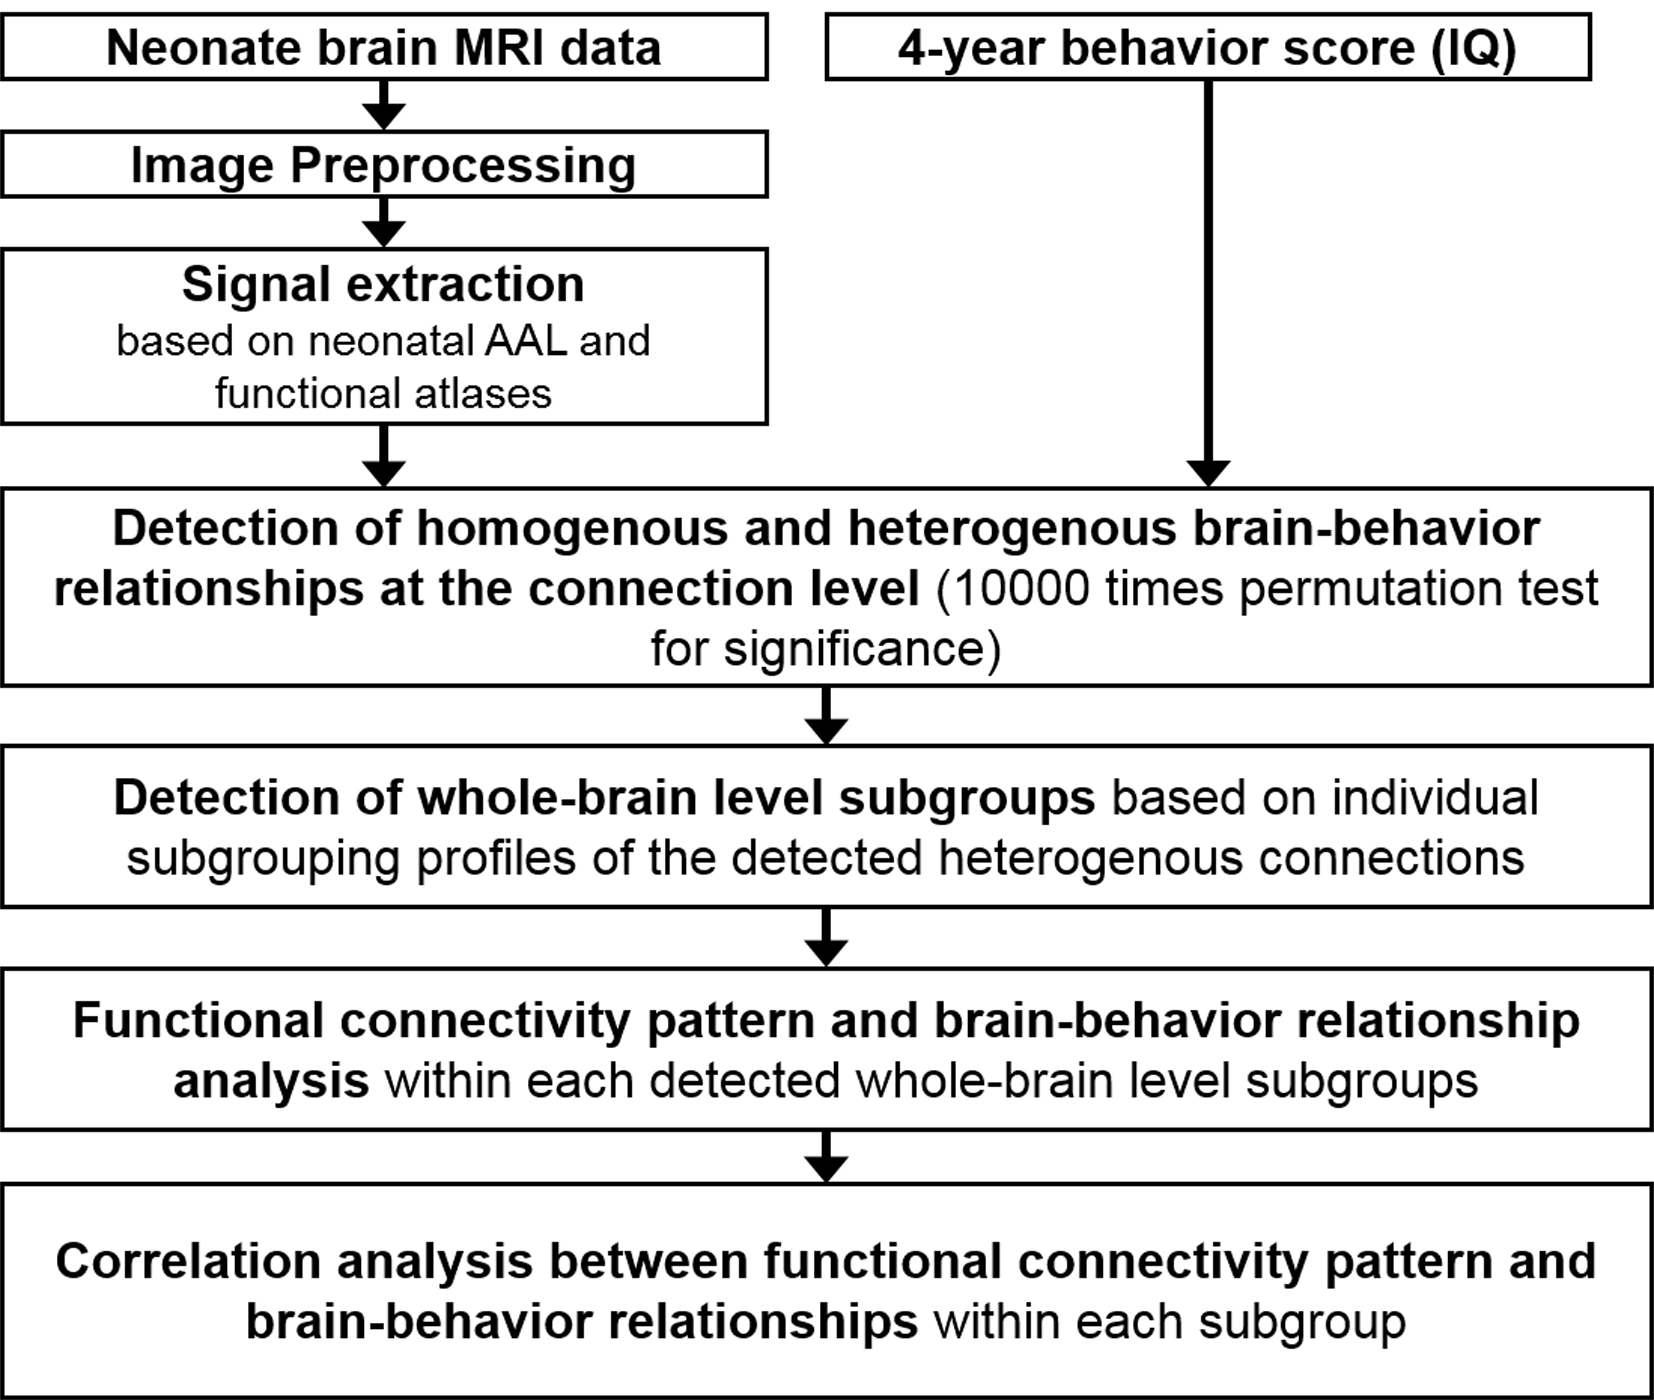 Neonate brain MRI data
4-year behavior score (IQ)
Image Preprocessing
Signal extraction
based on neonatal AAL and
functional atlases
Detection of homogenous and heterogenous brain-behavior
relationships at the connection level (10000 times permutation test
for significance)
Detection of whole-brain level subgroups based on individual
subgrouping profiles of the detected heterogenous connections
Functional connectivity pattern and brain-behavior relationship
analysis within each detected whole-brain level subgroups
Correlation analysis between functional connectivity pattern and
brain-behavior relationships within each subgroup